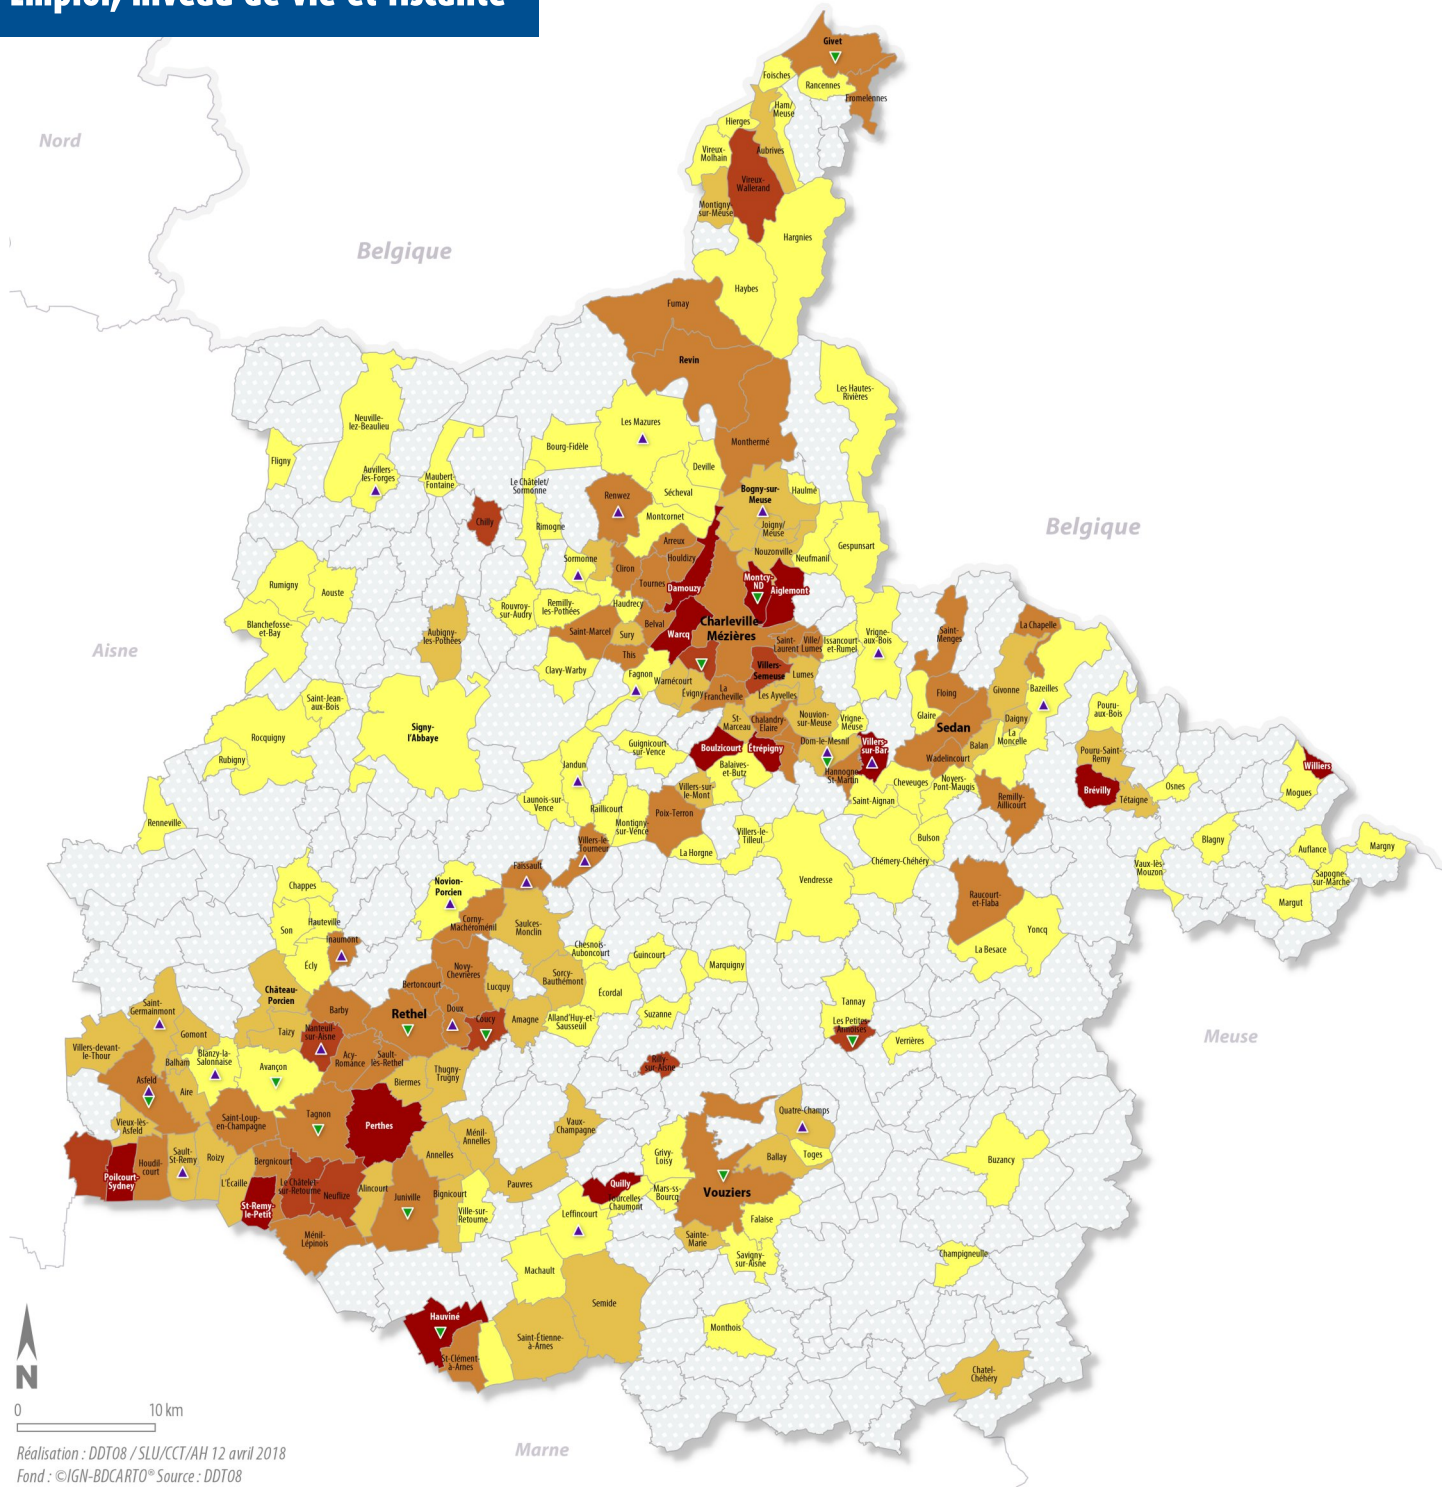 Emploi, niveau de vie et fiscalité
Givet
Foisches
Rancennes
Fromelennes
Ham/
Meuse
Hierges
Aubrives
Nord
Vireux-
Molhain
Vireux-
Wallerand
Montigny-
sur-Meuse
Hargnies
Belgique
Haybes
Fumay
Revin
Les Hautes-
Rivières
Neuville-
lez-Beaulieu
Les Mazures
Monthermé
Bourg-Fidèle
Fligny
Deville
Auvillers-
les-Forges
Maubert-
Fontaine
Le Châtelet/
Sormonne
Sécheval
Bogny-sur-
Meuse
Haulmé
Renwez
Chilly
Rimogne
Montcornet
Joigny/
Meuse
Belgique
Arreux
Gespunsart
Nouzonville
Neufmanil
Houldizy
Sormonne
Cliron
Tournes
Damouzy
Montcy-
ND
Aiglemont
Rumigny
Aouste
Rouvroy-
sur-Audry
Remilly-
les-Pothées
Haudrecy
Blanchefosse-
et-Bay
Aubigny-
les-Pothées
Saint-Marcel
Sury
Belval
Warcq
Charleville
Mézières
Saint-
Laurent
Ville/
Lumes
Issancourt-
et-Rumel
Vrigne-
aux-Bois
Saint-
Menges
La Chapelle
Aisne
This
Clavy-Warby
Fagnon
Warnécourt
Évigny
La
Francheville
Villers-
Semeuse
Lumes
Les Ayvelles
Floing
Givonne
Bazeilles
Saint-Jean-
aux-Bois
Signy-
l'Abbaye
Rocquigny
Rubigny
St-
Marceau
Chalandry-
Elaire
Nouvion-
sur-Meuse
Vrigne-
Meuse
Glaire
Sedan
Daigny
La
Moncelle
Balan
Pouru-
aux-Bois
Guignicourt-
sur-Vence
Boulzicourt
Étrépigny
Dom-le-Mesnil
Villers-
sur-Bar
Wadelincourt
Pouru-Saint-
Remy
Balaives-
et-Butz
Hannogne-
St-Martin
Jandun
Villers-sur-
le-Mont
Cheveuges
Noyers-
Pont-Maugis
Saint-Aignan
Remilly-
Aillicourt
Brévilly
Tétaigne
Osnes
Williers
Mogues
Launois-sur-
Vence
Raillicourt
Montigny-
sur-Vence
Poix-Terron
Villers-le-
Tilleul
Bulson
Renneville
Villers-le-
Tourneur
La Horgne
Chémery-Chéhéry
Blagny
Auflance
Margny
Faissault
Vendresse
Vaux-lès-
Mouzon
Sapogne-
sur-Marche
Chappes
Novion-
Porcien
Raucourt-
et-Flaba
Margut
Hauteville
Son
Corny-
Machéroménil
Saulces-
Monclin
Yoncq
Inaumont
Écly
Chesnois-
Auboncourt
Guincourt
La Besace
Novy-
Chevrières
Marquigny
Sorcy-
Bauthémont
Bertoncourt
Lucquy
Écordal
Château-
Porcien
Saint-
Germainmont
Barby
Rethel
Doux
Coucy
Amagne
Alland'Huy-et-
Sausseuil
Suzanne
Tannay
Les Petites-
Armoises
Verrières
Meuse
Taizy
Nanteuil-
sur-Aisne
Gomont
Villers-devant-
le-Thour
Balham
Blanzy-la-
Salonnaise
Avançon
Acy-
Romance
Sault-
lès-Rethel
Biermes
Thugny-
Trugny
Rilly-
sur-Aisne
Asfeld
Aire
Vieux-lès-
Asfeld
Saint-Loup-
en-Champagne
Tagnon
Perthes
Quatre-Champs
Vaux-
Champagne
Ménil-
Annelles
Annelles
Grivy-
Loisy
Ballay
Toges
Buzancy
Poilcourt-
Sydney
Houdil-
court
Sault-
St-Remy
Roizy
L'Écaille
Bergnicourt
Le Châtelet-
sur-Retourne
Neuflize
Alincourt
Juniville
Bignicourt
Pauvres
Quilly
Tourcelles-
Chaumont
Mars-ss-
Bourcq
Vouziers
St-Remy-
le-Petit
Ville-sur-
Retourne
Leffincourt
Falaise
Ménil-
Lépinois
Sainte-
Marie
Savigny-
sur-Aisne
Champigneulle
Machault
Semide
Hauviné
Saint-Étienne-
à-Arnes
Monthois
St-Clément-
à-Arnes
Chatel-
Chéhéry
N
0 10 km
Marne
Réalisation : DDT08 / SLU/CCT/AH 12 avril 2018
Fond : ©IGN-BDCARTO® Source : DDT08